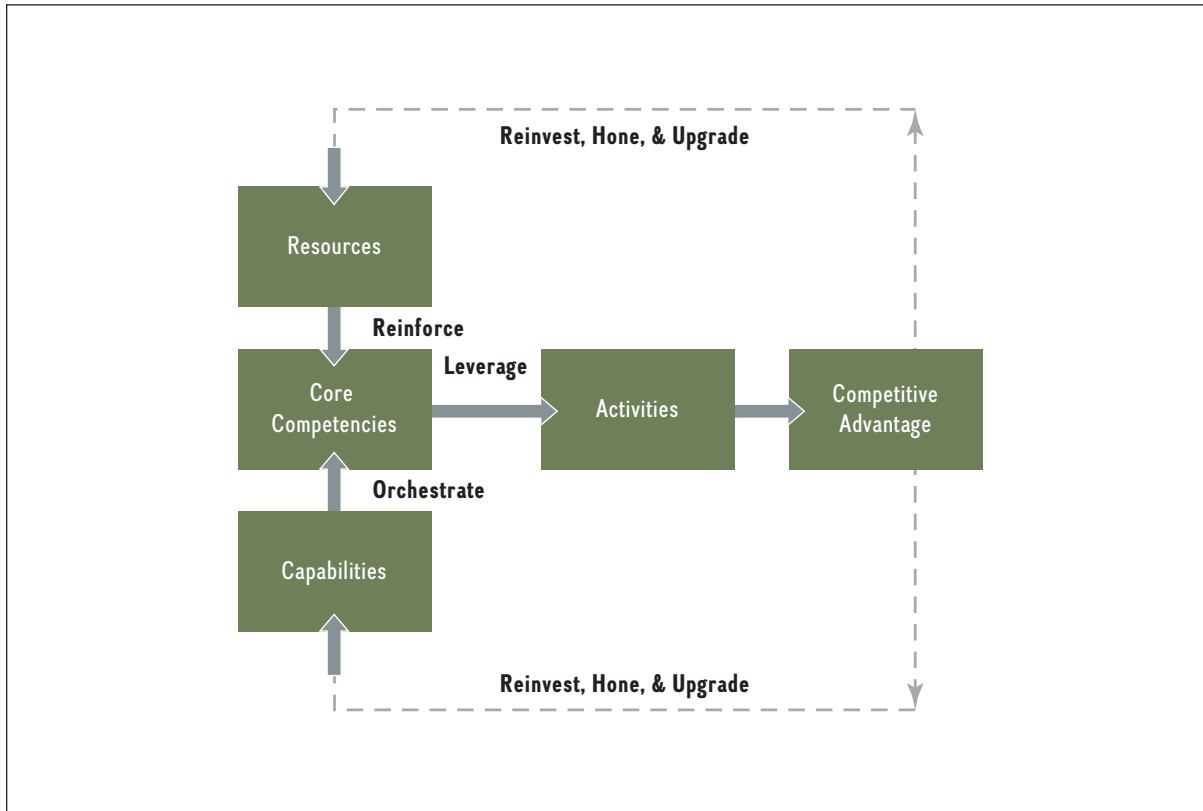 Reinvest, Hone, & Upgrade
Resources
Reinforce
Leverage
Core
Competencies
Activities
Competitive
Advantage
Orchestrate
Capabilities
Reinvest, Hone, & Upgrade